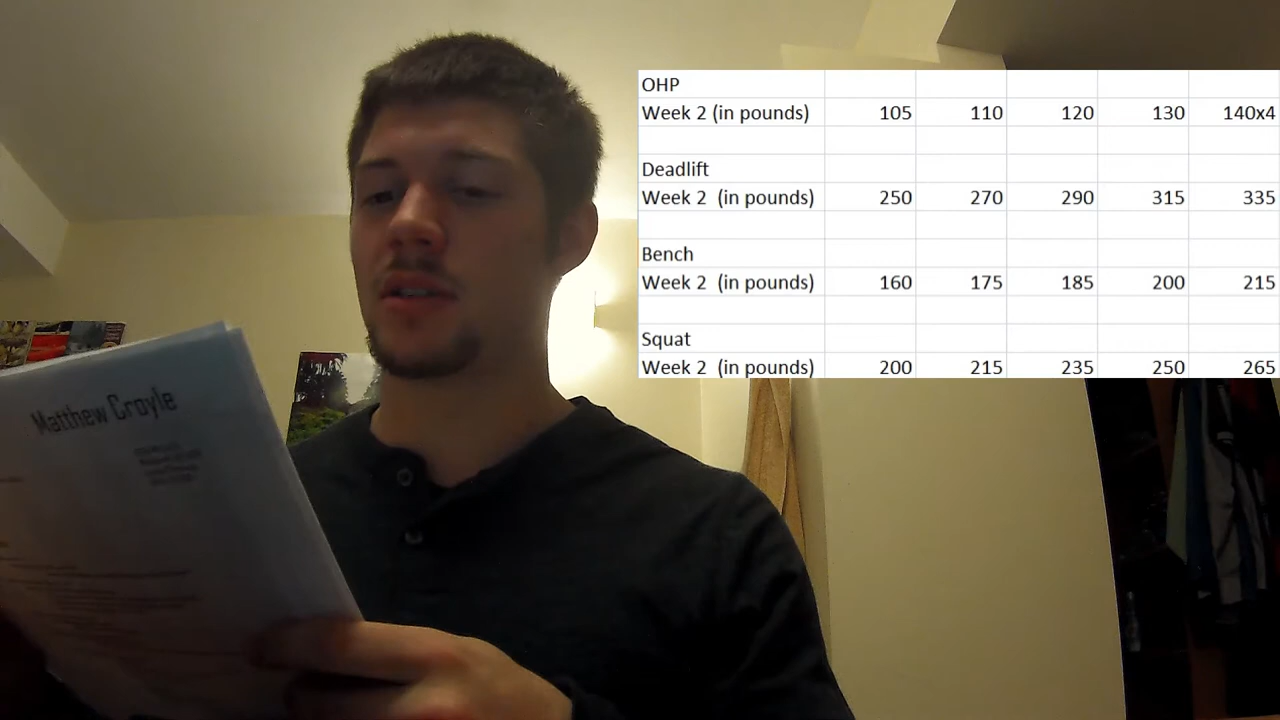 Matthew Croyle
OHP
Week 2 (in pounds) 105 110 120 130 140x4
Deadlift
Week 2 (in pounds) 250 270 290 315 335
Bench
Week 2 (in pounds) 160 175 185 200 215
Squat
Week 2 (in pounds) 200 215 235 250 265